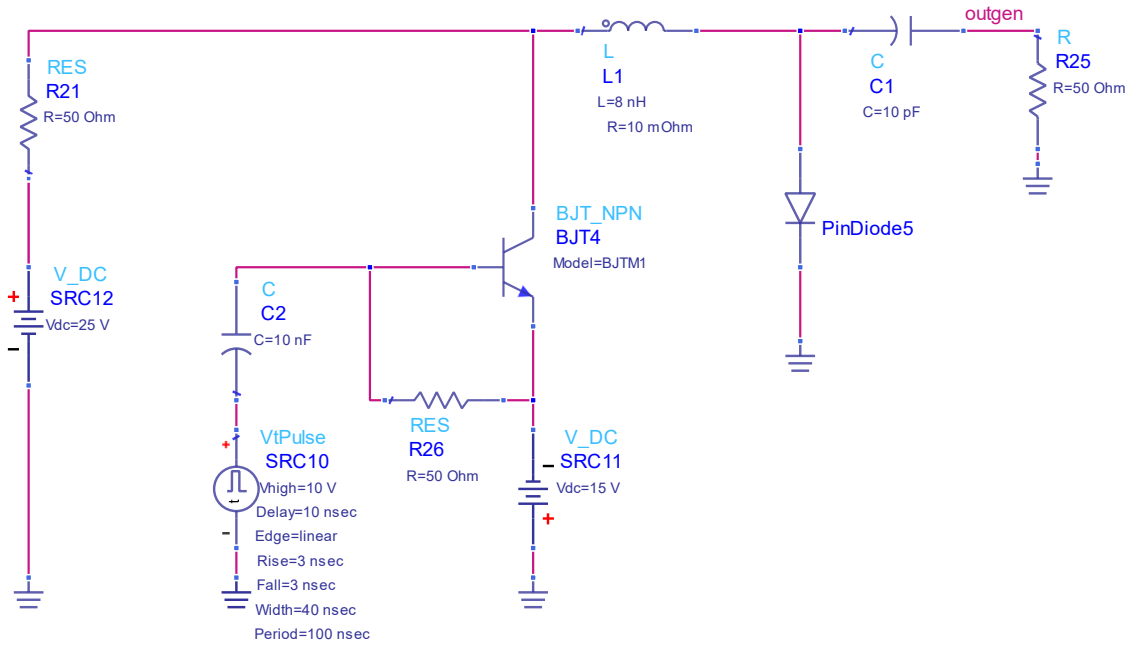 outgen
RES
R21
R=50 Ohm
L
L1
L=8 nH
R=10 mOhm
C
C1
C=10 pF
R
R25
R=50 Ohm
BJT_NPN
BJT4
Model=BJTM1
PinDiode5
+
V_DC
SRC12
Vdc=25 V
−
C
C2
C=10 nF
RES
R26
R=50 Ohm
+
VtPulse
SRC10
Vhigh=10 V
Delay=10 nsec
Edge=linear
Rise=3 nsec
Fall=3 nsec
Width=40 nsec
Period=100 nsec
t
−
V_DC
− SRC11
Vdc=15 V
+